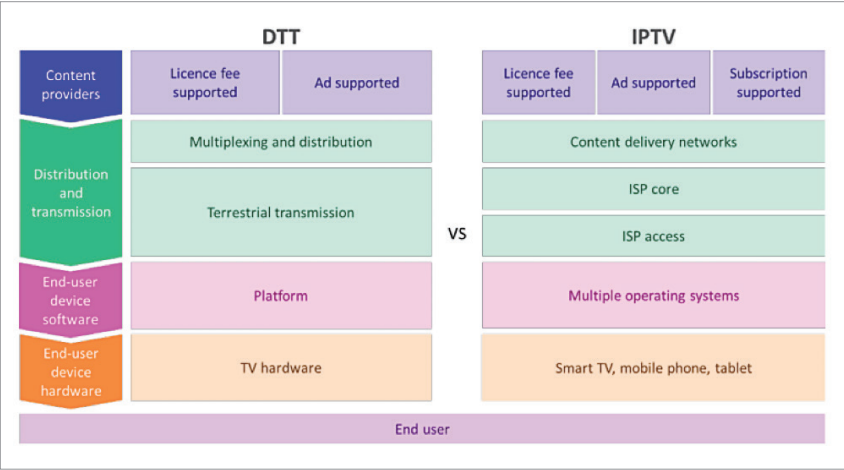 DTT
IPTV
Content
providers
Licence fee
supported
Ad supported
Licence fee
supported
Ad supported
Subscription
supported
Distribution
and
transmission
Multiplexing and distribution
Terrestrial transmission
VS
Content delivery networks
ISP core
ISP access
End-user
device
software
Platform
Multiple operating systems
End-user
device
hardware
TV hardware
Smart TV, mobile phone, tablet
End user